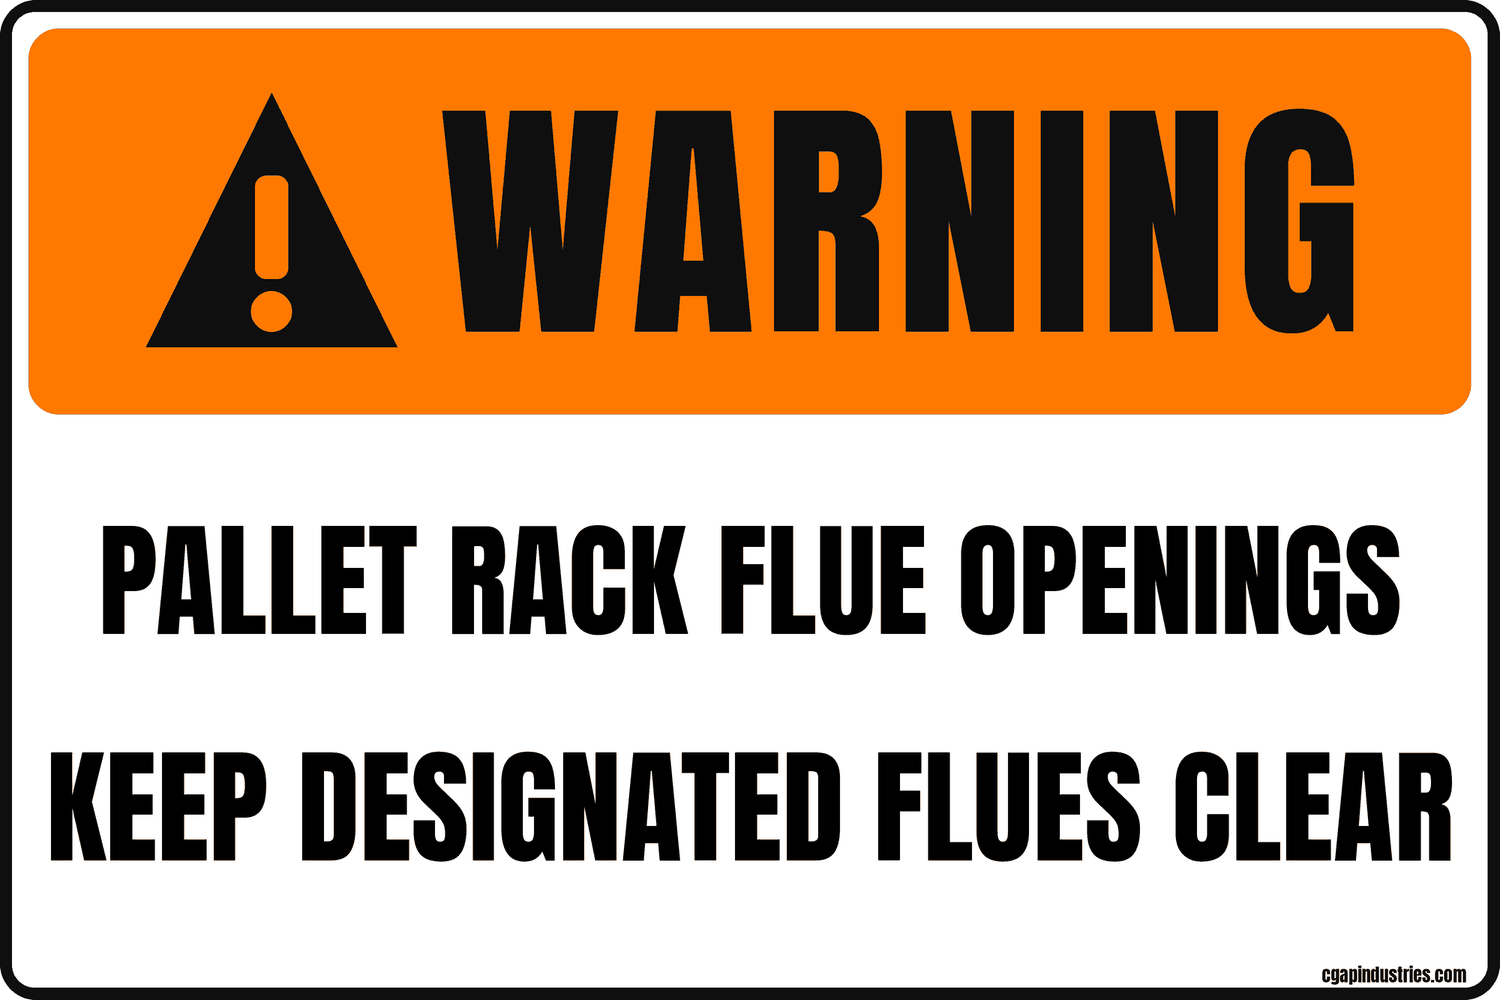 WARNING
PALLET RACK FLUE OPENINGS
KEEP DESIGNATED FLUES CLEAR
cgapindustries.com